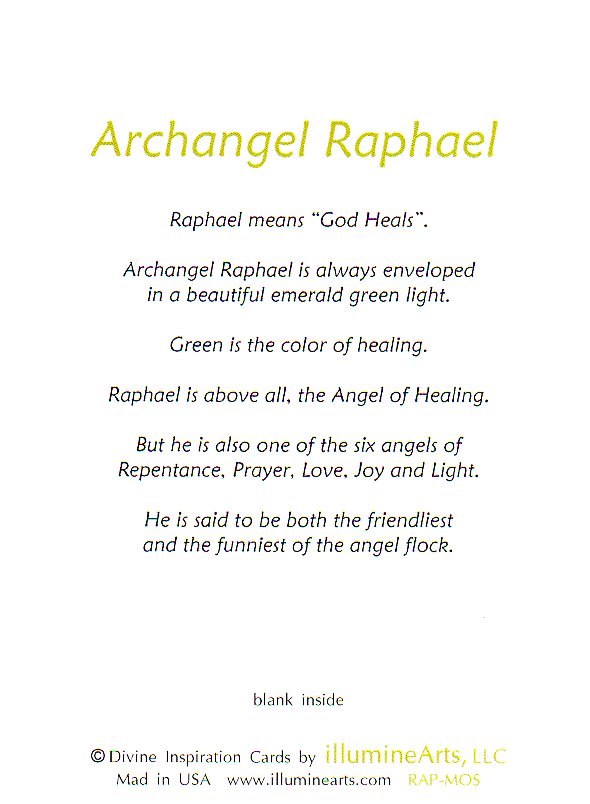 Archangel Raphael
Raphael means “God Heals”.
Archangel Raphael is always enveloped
in a beautiful emerald green light.
Green is the color of healing.
Raphael is above all, the Angel of Healing.
But he is also one of the six angels of
Repentance, Prayer, Love, Joy and Light.
He is said to be both the friendliest
and the funniest of the angel flock.
blank inside
© Divine Inspiration Cards by illumineArts, LLC
Mad in USA www.illuminearts.com RAP-MOS